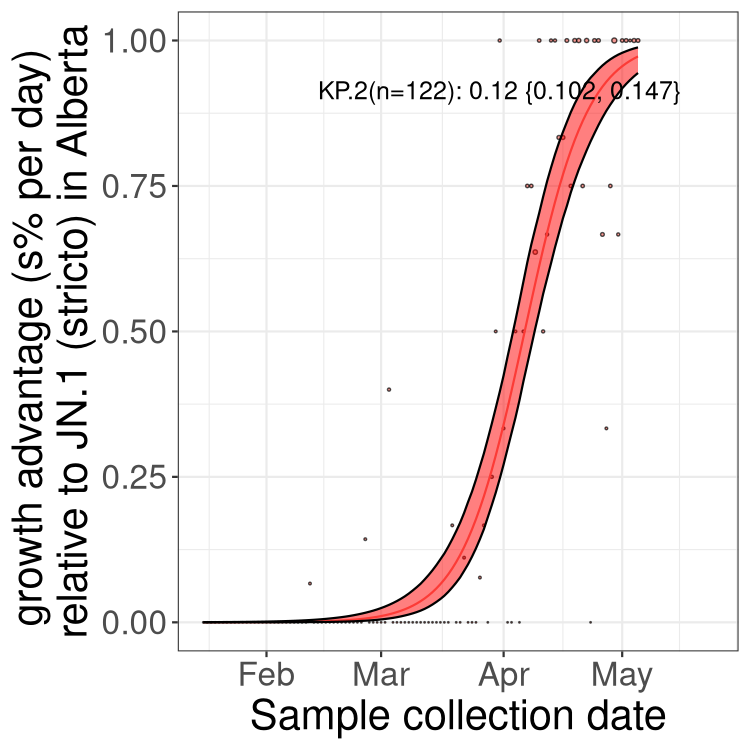 growth advantage (s% per day)
relative to JN.1 (stricto) in Alberta
1.00
0.75
0.50
0.25
0.00
KP.2(n=122): 0.12 {0.102, 0.147}
Feb Mar Apr May
Sample collection date